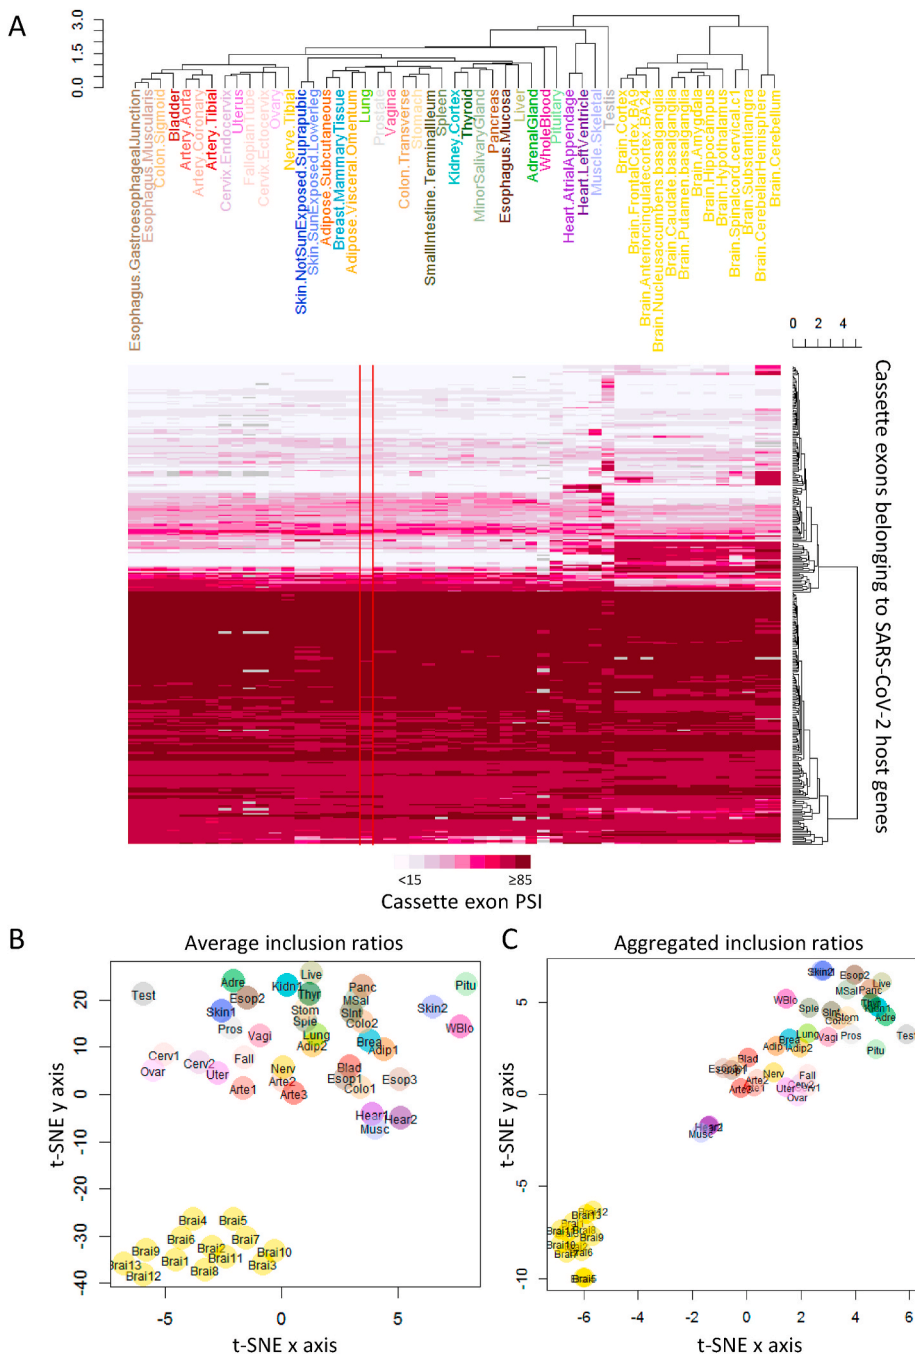 A
3.0
1.5
0.0
Esophagus.GastroesophagealJunction
Esophagus.Muscularis
Colon.Sigmoid
Bladder
Artery.Aorta
Artery.Coronary
Artery.Tibial
Cervix.Endocervix
Uterus
FallopianTube
Cervix.Ectocervix
Ovary
Nerve.Tibial
Skin.NotSunExposed.Suprapubic
Skin.SunExposed.Lowerleg
Adipose.Subcutaneous
Breast.MammaryTissue
Adipose.Visceral.Omentum
Lung
Prostate
Vagina
Colon.Transverse
Stomach
SmallIntestine.TerminalIleum
Spleen
Kidney.Cortex
Thyroid
MinorSalivaryGland
Pancreas
Esophagus.Mucosa
Liver
AdrenalGland
WholeBlood
Pituitary
Heart.AtrialAppendage
Heart.LeftVentricle
Muscle.Skeletal
Testis
Brain.Cortex
Brain.FrontalCortex.BA9
Brain.Anteriorcingulatecortex.BA24
Brain.Nucleusaccumbens.basalganglia
Brain.Caudate.basalganglia
Brain.Putamen.basalganglia
Brain.Amygdala
Brain.Hippocampus
Brain.Hypothalamus
Brain.Spinalcord.cervical.c1
Brain.Substantianigra
Brain.CerebellarHemisphere
Brain.Cerebellum
0 2 4
Cassette exons belonging to SARS-CoV-2 host genes
<15 ≥85
Cassette exon PSI
B
Average inclusion ratios
t-SNE y axis
20
10
0
-10
-20
-30
-40
Test
Adre
Esop2
Skin1
Pros
Kidn1
Live
Thyr
Stom
Sple
Panc
MSal
SInt
Colo2
Pitu
Skin2
WBlo
Vagi
Lung
Adip2
Brea
Adip1
Cerv1
Ovar
Cerv2
Uter
Fall
Arte1
Nerv
Arte2
Arte3
Blad
Esop1
Colo1
Esop3
Hear1
Hear2
Musc
Brai4
Brai5
Brai6
Brai7
Brai9
Brai2
Brai10
Brai13
Brai1
Brai11
Brai3
Brai12
Brai8
-5 0 5
t-SNE x axis
C
Aggregated inclusion ratios
t-SNE y axis
5
0
-5
-10
Esop2
Live
Panc
MSal
WBlo
Sple
SInt
Stom
Thyr
Kidn1
Adre
Colo2
Brea
Lung
Vagi
Pros
Test
Pitu
Adip
Adip2
Blad
Nerv
Fall
Arte2
Uter
Cerv2
Ovar
Musc
Brai13
Brai9
Brai10
Brai6
Brai5
-6 -4 -2 0 2 4 6
t-SNE x axis